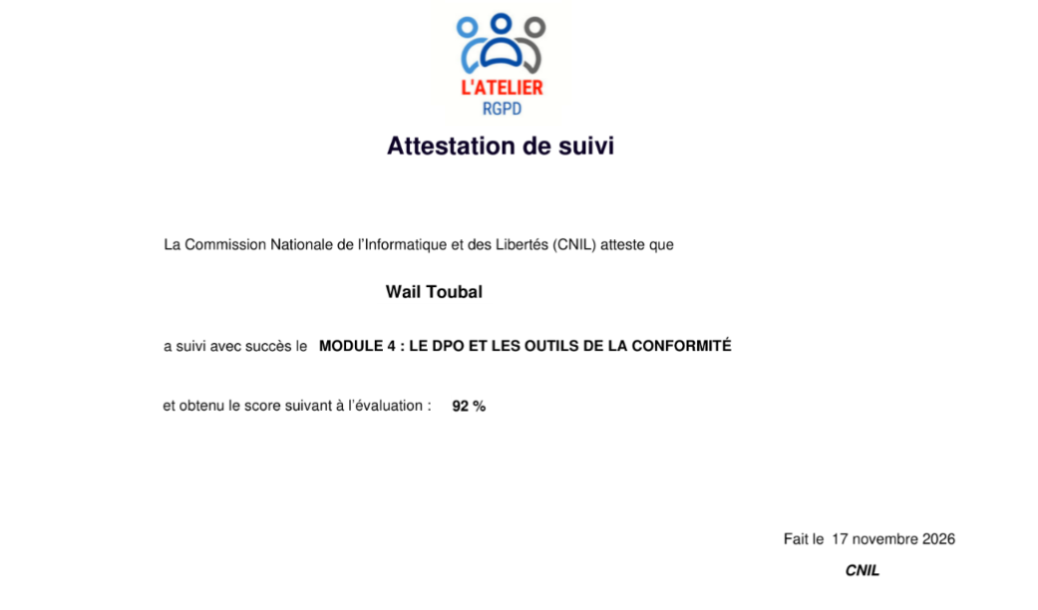 L'ATELIER
RGPD
Attestation de suivi
La Commission Nationale de l'Informatique et des Libertés (CNIL) atteste que
Wail Toubal
a suivi avec succès le MODULE 4 : LE DPO ET LES OUTILS DE LA CONFORMITÉ
et obtenu le score suivant à l'évaluation : 92 %
Fait le 17 novembre 2026
CNIL